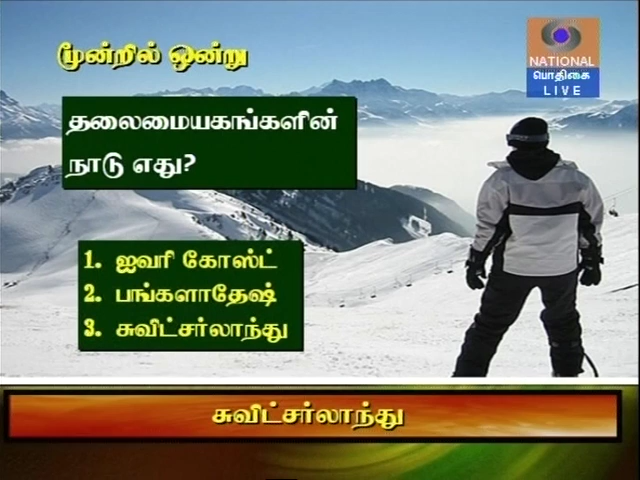 மூன்றில் ஒன்று
NATIONAL
பொதிகை
LIVE
தலைமையகங்களின்
நாடு எது?
1. ஐவரி கோஸ்ட்
2. பங்களாதேஷ்
3. சுவிட்சர்லாந்து
சுவிட்சர்லாந்து